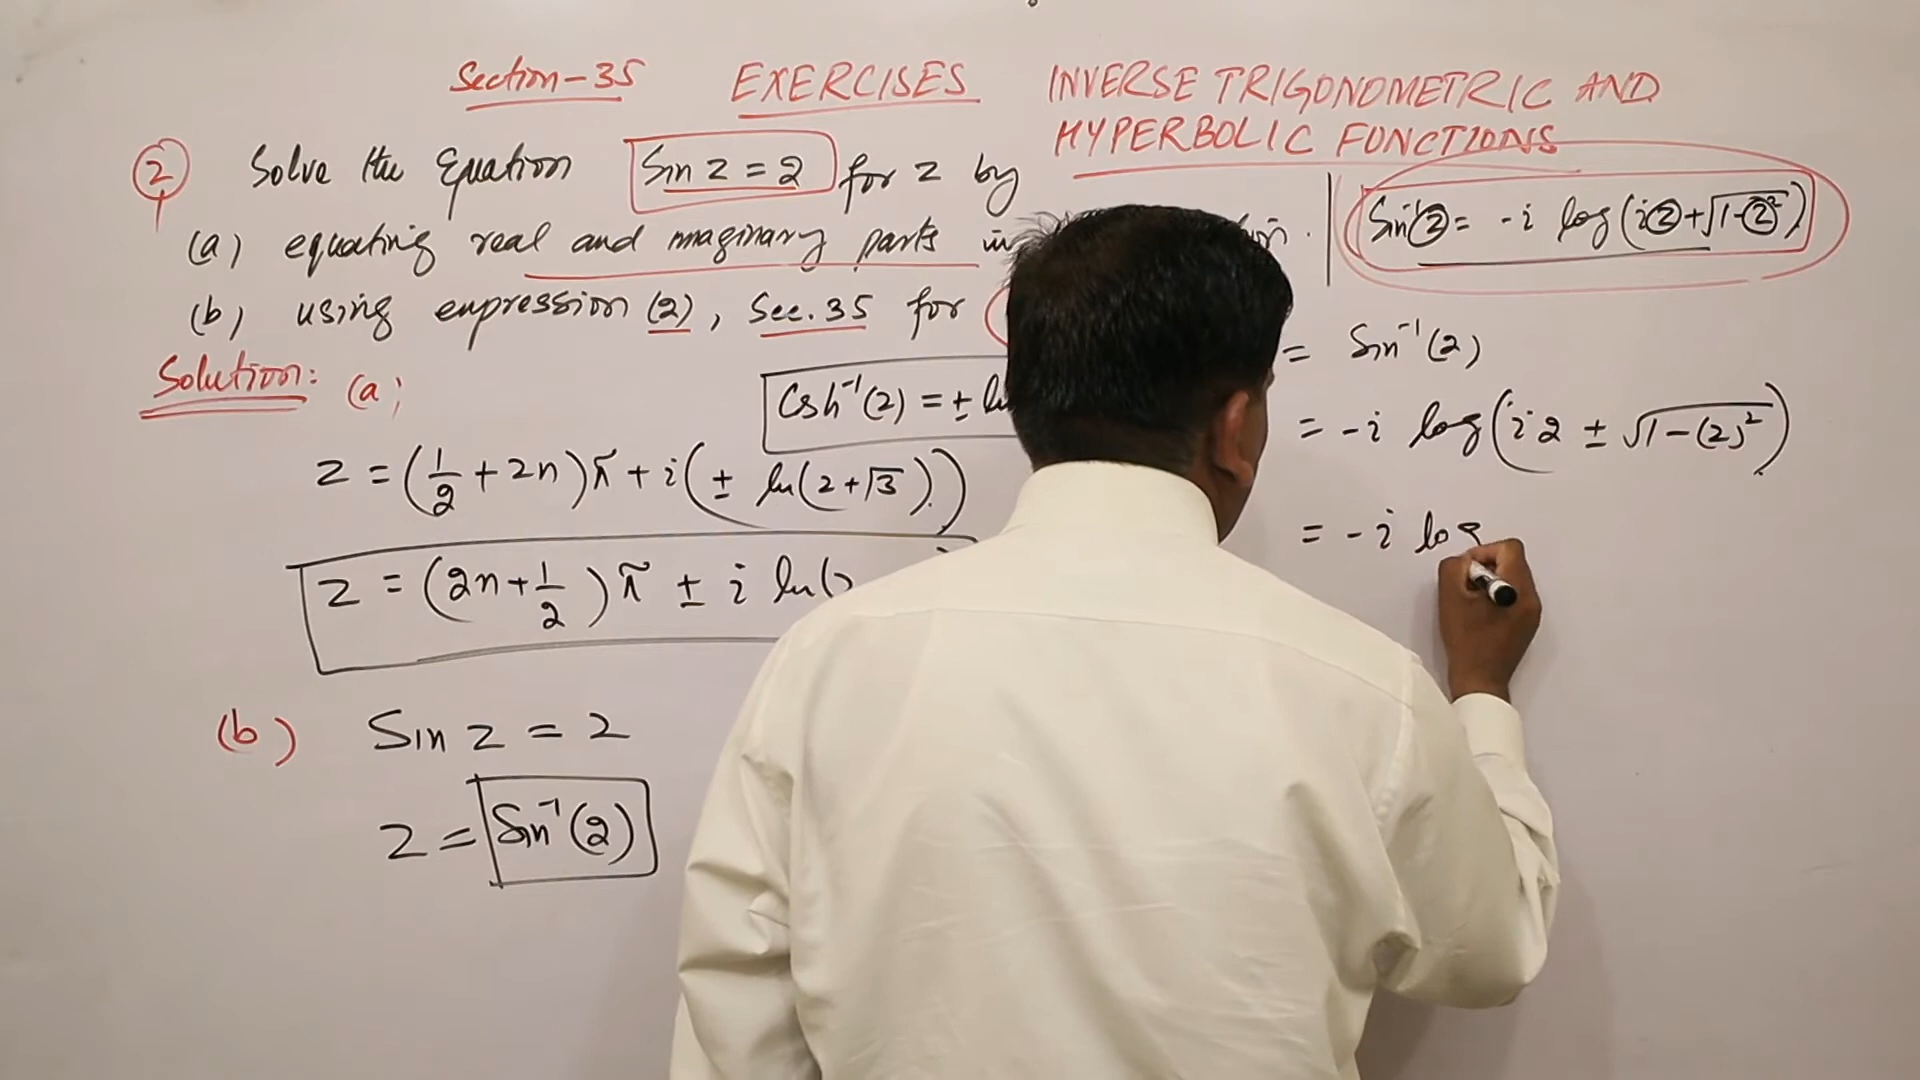 Section-35 EXERCISES INVERSE TRIGONOMETRIC AND
HYPERBOLIC FUNCTIONS
② Solve the Equation Sin z = 2 for z by
(a) equating real and imaginary parts in
Sin⁻¹z = -i log(iz+√1-z²)
(b) using expression (2), Sec. 35 for
Solution: (a)
= Sin⁻¹(2)
Csh⁻¹(2) = ± ln
= -i log(i2 ± √1-(2)²)
z = (1/2 + 2n)π + i(± ln(2+√3))
= -i log
z = (2n+1/2)π ± i ln(
(b) Sin z = 2
z = Sin⁻¹(2)